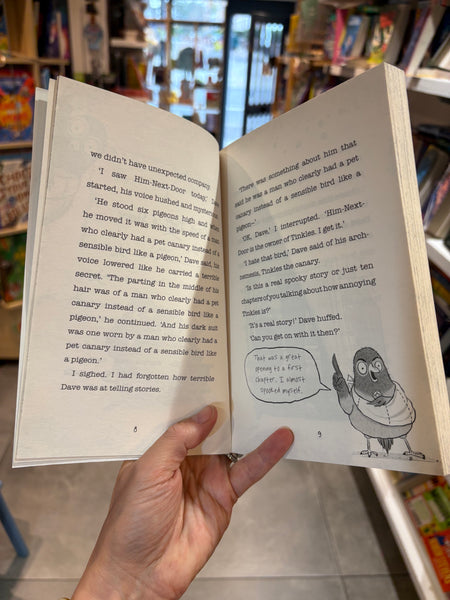 we didn't have unexpected company.
'I saw Him-Next-Door today,' Dave
started, his voice hushed and mysterious.
'He stood six pigeons high and when
he moved it was with the speed of a man
who clearly had a pet canary instead of a
sensible bird like a pigeon,' Dave said, his
voice lowered like he carried a terrible
secret. 'The parting in the middle of his
hair was of a man who clearly had a pet
canary instead of a sensible bird like a
pigeon,' he continued. 'And his dark suit
was one worn by a man who clearly had a
pet canary instead of a sensible bird like
a pigeon.'
I sighed. I had forgotten how terrible
Dave was at telling stories.
8
'There was something about him that
said he was a man who clearly had a pet
canary instead of a sensible bird like a
pigeon–'
'OK, Dave,' I interrupted. 'Him-Next-
Door is the owner of Tinkles. I get it.'
'I hate that bird,' Dave said of his arch-
nemesis, Tinkles the canary.
'Is this a real spooky story or just ten
chapters of you talking about how annoying
Tinkles is?'
'It's a real story!' Dave huffed.
'Can you get on with it then?'
That was a great
opening to a first
chapter. I almost
spooked myself.
9